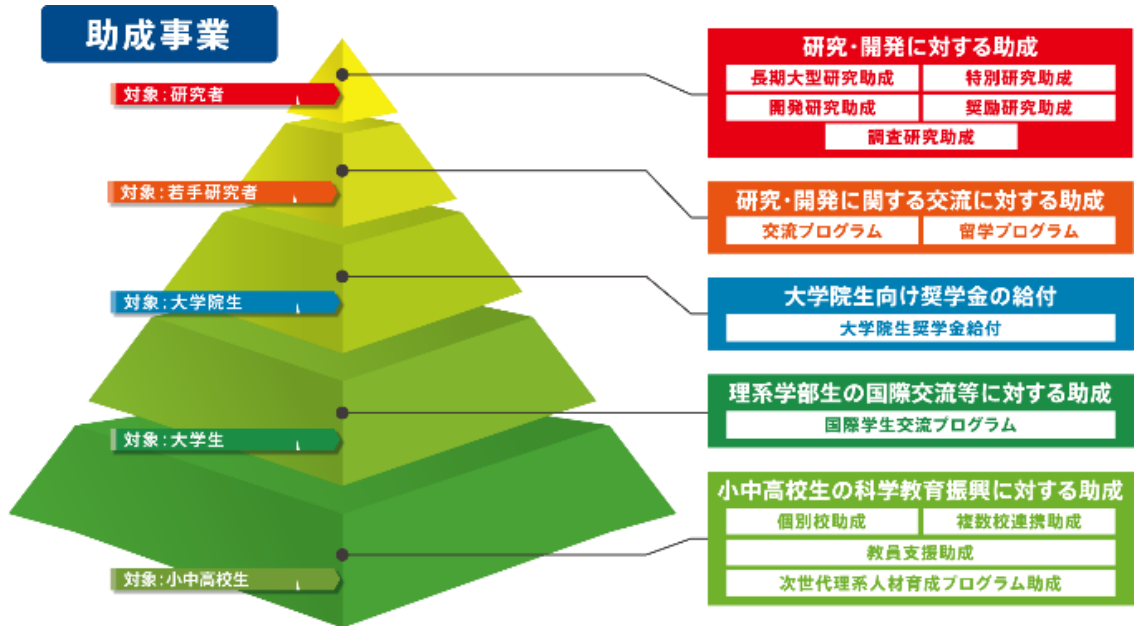 助成事業
対象:研究者
研究・開発に対する助成
長期大型研究助成
特別研究助成
開発研究助成
奨励研究助成
調査研究助成
対象:若手研究者
研究・開発に関する交流に対する助成
交流プログラム
留学プログラム
対象:大学院生
大学院生向け奨学金の給付
大学院生奨学金給付
対象:大学生
理系学部生の国際交流等に対する助成
国際学生交流プログラム
対象:小中高校生
小中高校生の科学教育振興に対する助成
個別校助成
複数校連携助成
教員支援助成
次世代理系人材育成プログラム助成